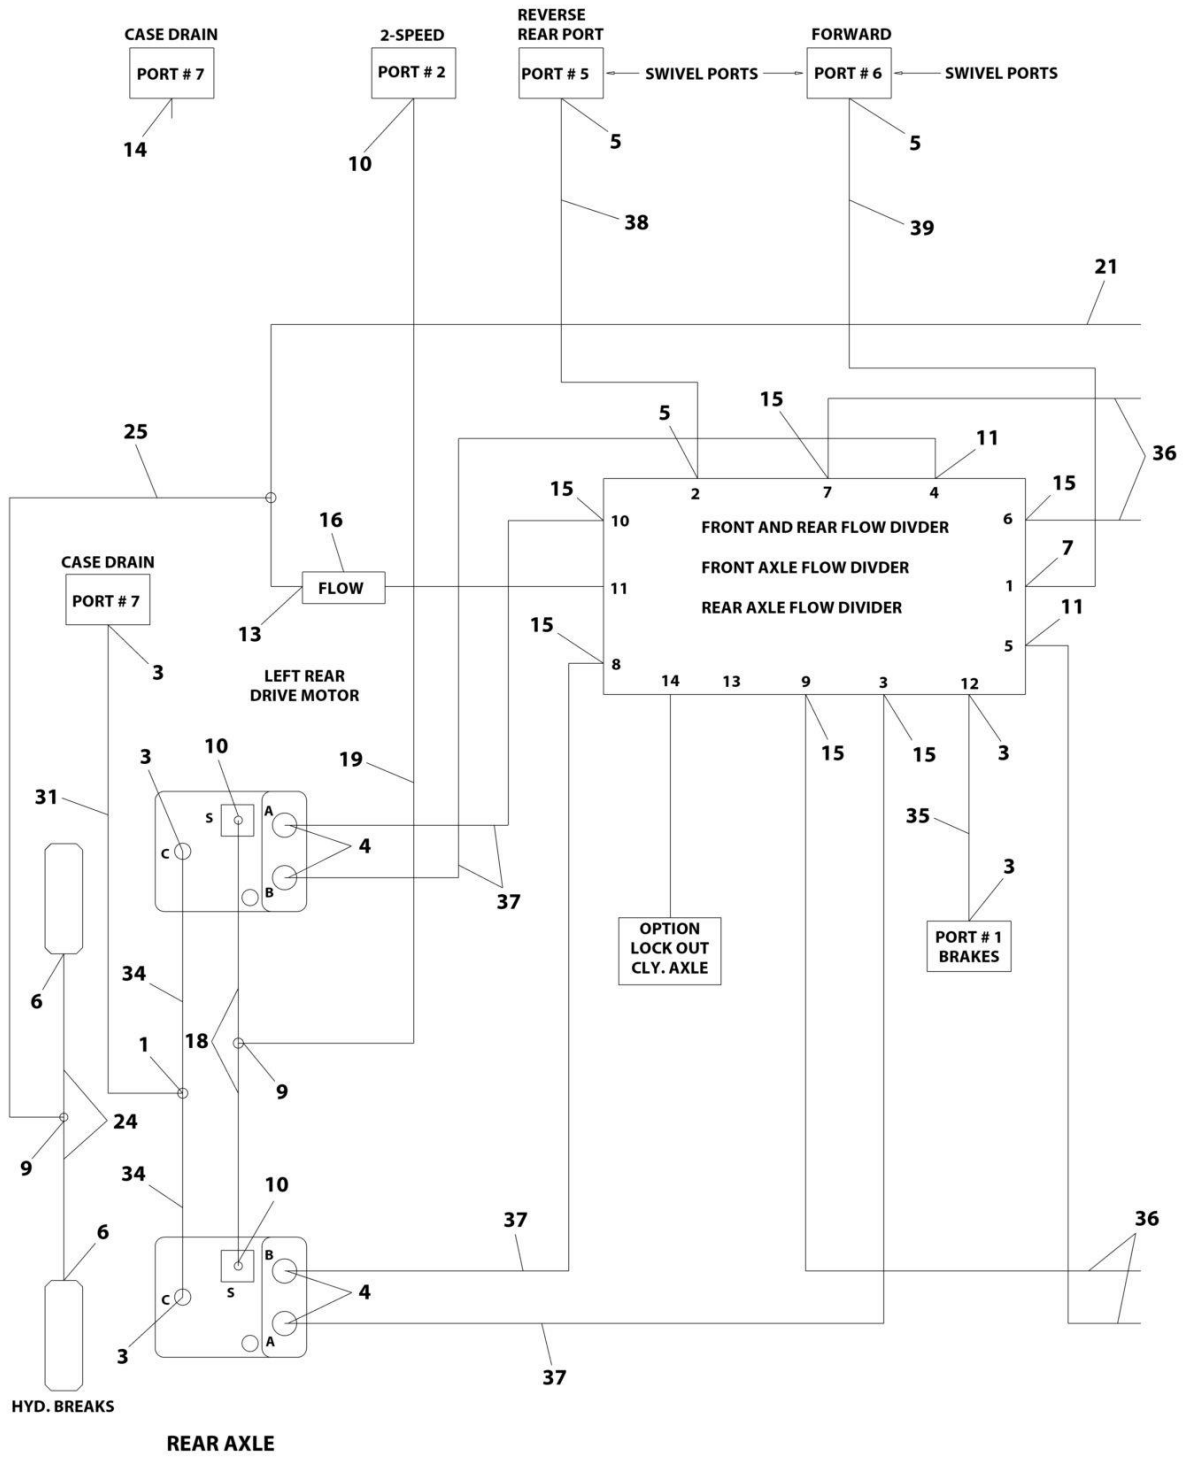 CASE DRAIN
PORT # 7
14
2-SPEED
PORT # 2
10
REVERSE
REAR PORT
PORT # 5
SWIVEL PORTS
5
FORWARD
PORT # 6
SWIVEL PORTS
5
38
39
21
25
5
15
11
36
15
2
7
4
15
16
10
FRONT AND REAR FLOW DIVDER
6
7
CASE DRAIN
PORT # 7
FLOW
11
FRONT AXLE FLOW DIVDER
1
13
15
REAR AXLE FLOW DIVIDER
11
3
8
5
LEFT REAR
DRIVE MOTOR
14
13
9
3
12
15
15
3
3
10
19
31
S
A
C
B
4
37
35
3
OPTION
LOCK OUT
CLY. AXLE
PORT # 1
BRAKES
6
34
18
1
9
24
9
34
10
37
36
6
B
C
S
A
4
3
37
HYD. BREAKS
REAR AXLE